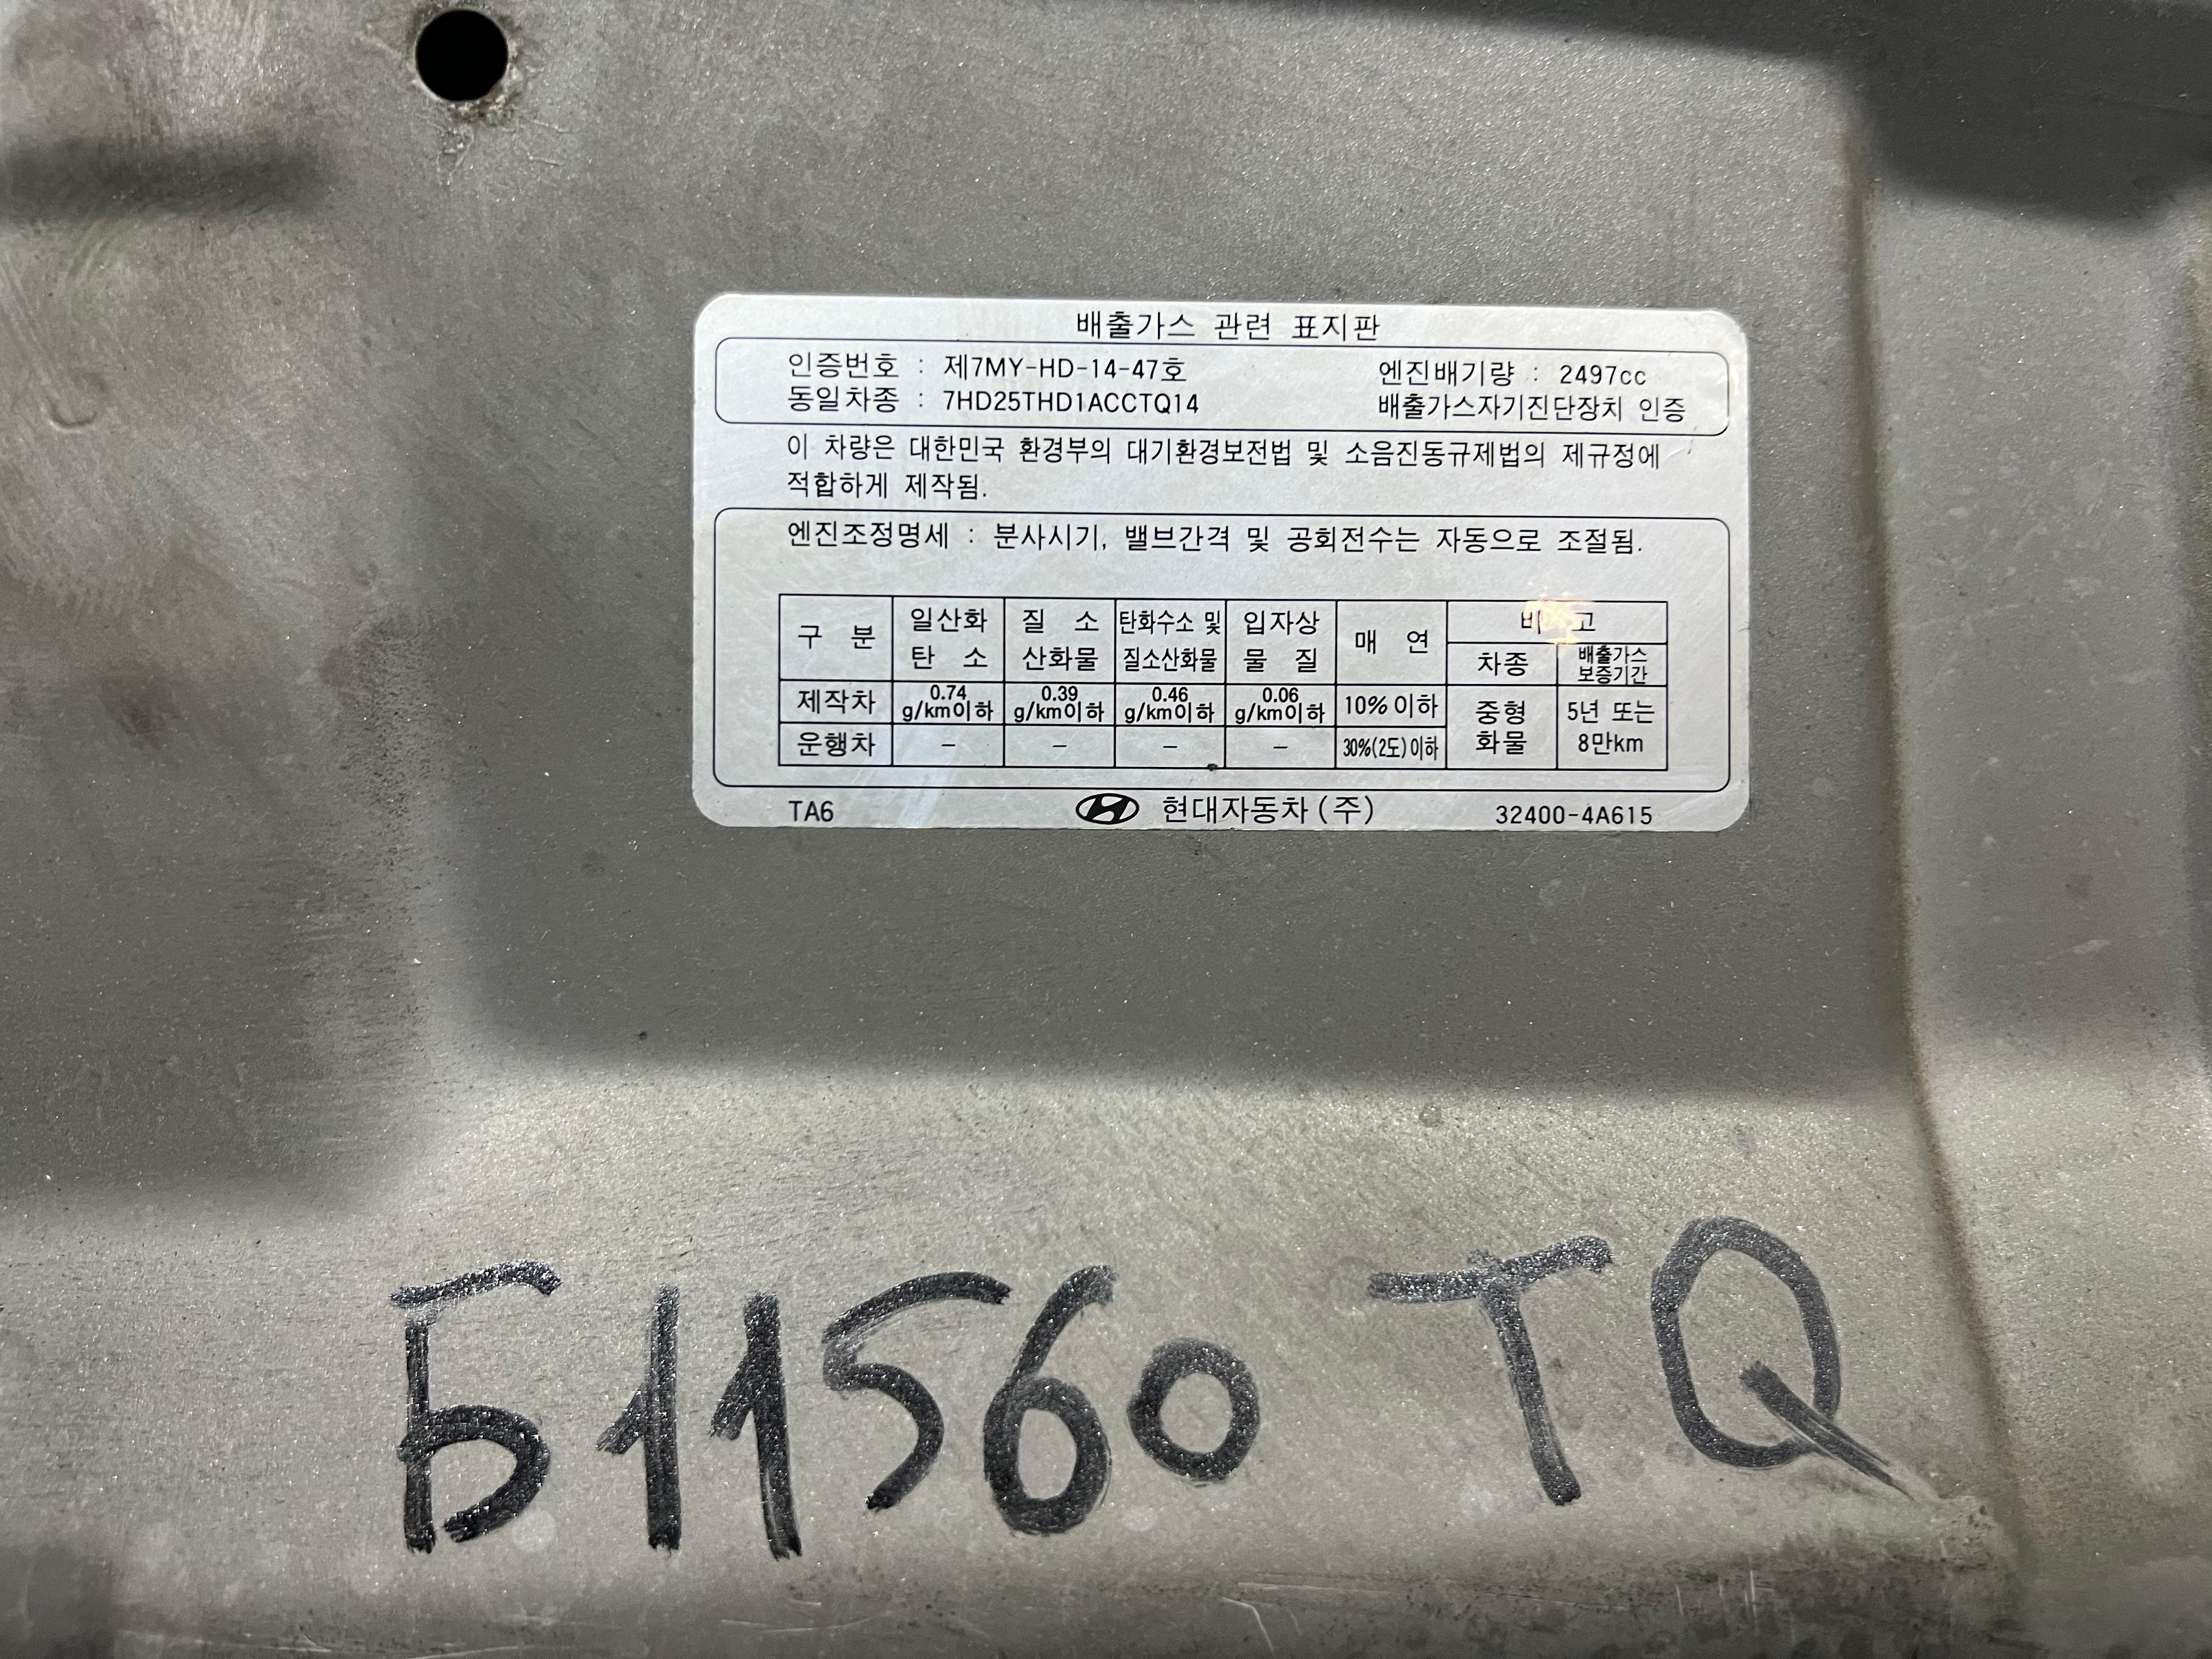 배출가스 관련 표지판
인증번호 : 제7MY-HD-14-47호 엔진배기량 : 2497cc
동일차종 : 7HD25THD1ACCTQ14 배출가스자기진단장치 인증
이 차량은 대한민국 환경부의 대기환경보전법 및 소음진동규제법의 제규정에
적합하게 제작됨.
엔진조정명세 : 분사시기, 밸브간격 및 공회전수는 자동으로 조절됨.
구 분 일산화 탄 소 질 소 산화물 탄화수소 및 질소산화물 입자상 물 질 매 연 비 고
차종 배출가스 보증기간
제작차 0.74 g/km이하 0.39 g/km이하 0.46 g/km이하 0.06 g/km이하 10% 이하 중형 화물 5년 또는 8만km
운행차 – – – – 30%(2도)이하
TA6 현대자동차(주) 32400-4A615
Б11560 TQ